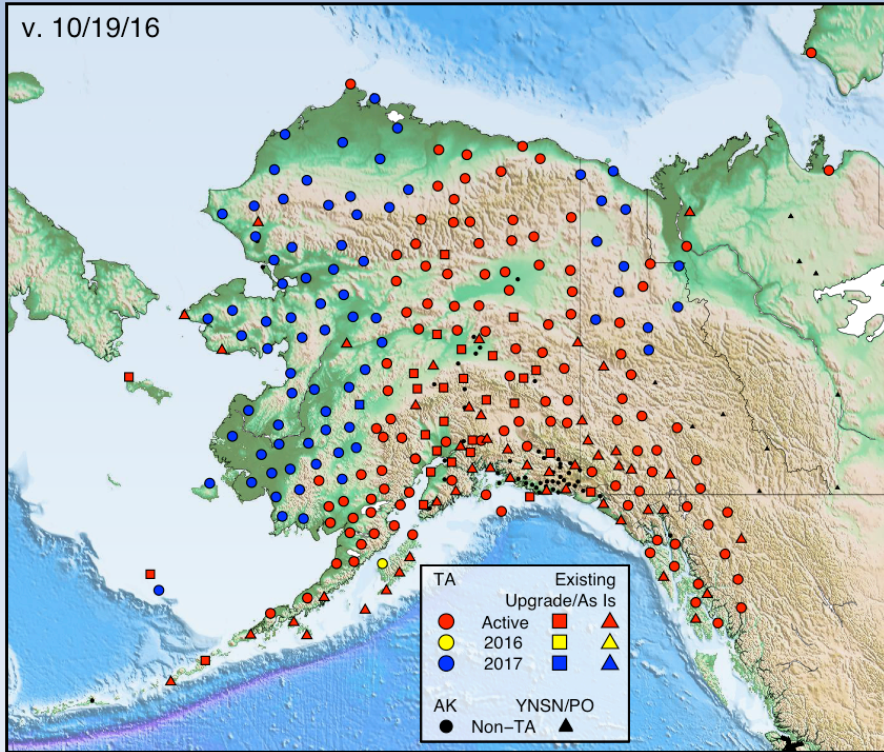 v. 10/19/16
TA Existing
Upgrade/As Is
Active
2016
2017
AK YNSN/PO
Non-TA